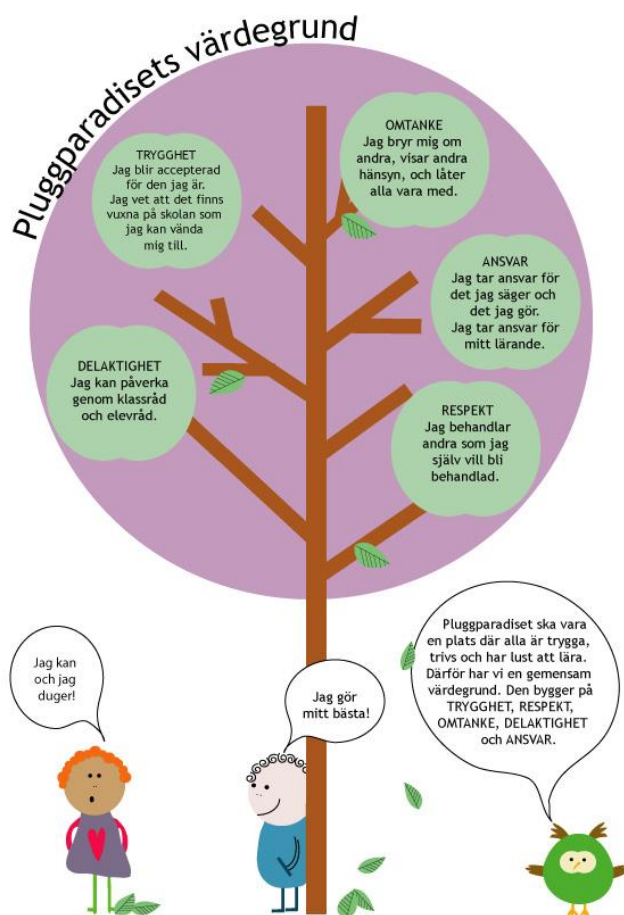 Pluggparadisets värdegrund
TRYGGHET
Jag blir accepterad
för den jag är.
Jag vet att det finns
vuxna på skolan som
jag kan vända
mig till.
OMTANKE
Jag bryr mig om
andra, visar andra
hänsyn, och låter
alla vara med.
ANSVAR
Jag tar ansvar för
det jag säger och
det jag gör.
Jag tar ansvar för
mitt lärande.
DELAKTIGHET
Jag kan påverka
genom klassråd
och elevråd.
RESPEKT
Jag behandlar
andra som jag
själv vill bli
behandlad.
Jag kan
och jag
duger!
Jag gör
mitt bästa!
Pluggparadiset ska vara
en plats där alla är trygga,
trivs och har lust att lära.
Därför har vi en gemensam
värdegrund. Den bygger på
TRYGGHET, RESPEKT,
OMTANKE, DELAKTIGHET
och ANSVAR.